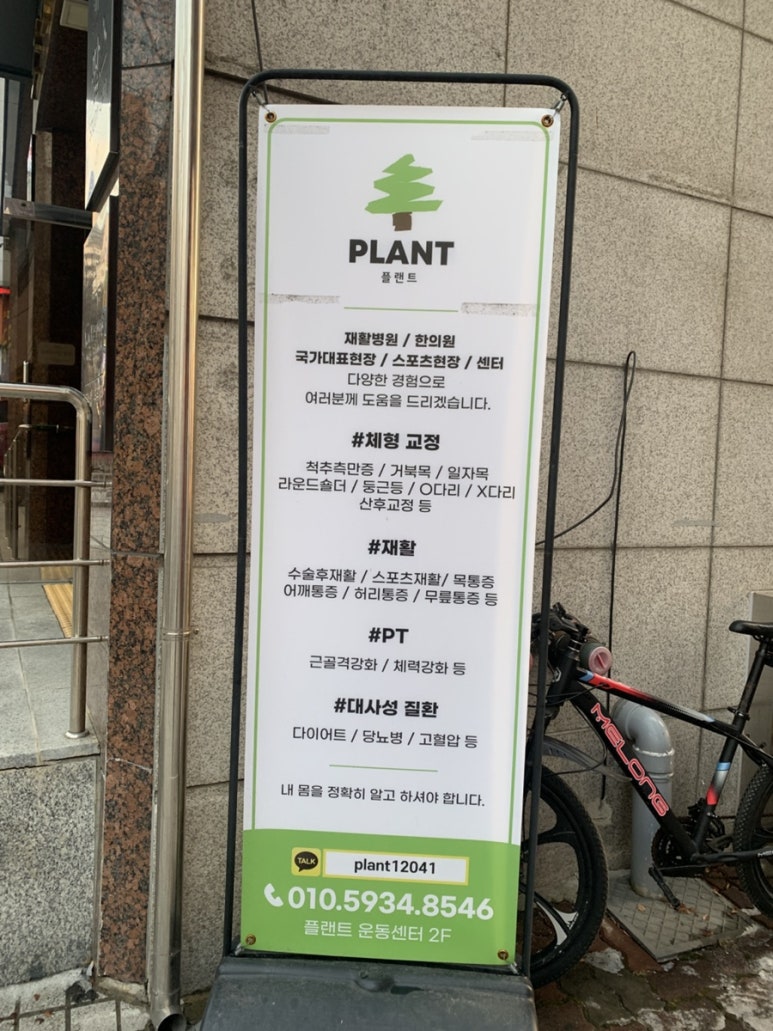 PLANT
플랜트
재활병원 / 한의원
국가대표현장 / 스포츠현장 / 센터
다양한 경험으로
여러분께 도움을 드리겠습니다.
#체형 교정
척추측만증 / 거북목 / 일자목
라운드숄더 / 둥근등 / O다리 / X다리
산후교정 등
#재활
수술후재활 / 스포츠재활/ 목통증
어깨통증 / 허리통증 / 무릎통증 등
#PT
근골격강화 / 체력강화 등
#대사성 질환
다이어트 / 당뇨병 / 고혈압 등
내 몸을 정확히 알고 하셔야 합니다.
TALK plant12041
010.5934.8546
플랜트 운동센터 2F
MELONG